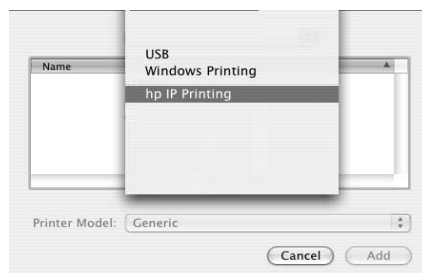 USB
Windows Printing
Name
hp IP Printing
Printer Model: Generic
Cancel Add